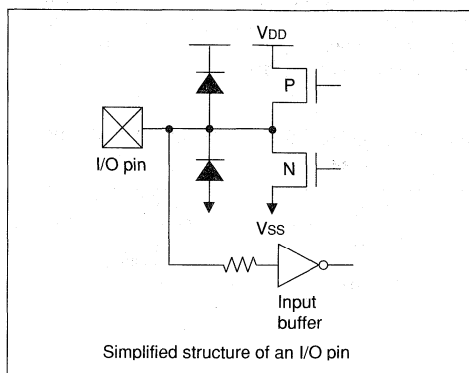 VDD
P
I/O pin
N
VSS
Input
buffer
Simplified structure of an I/O pin